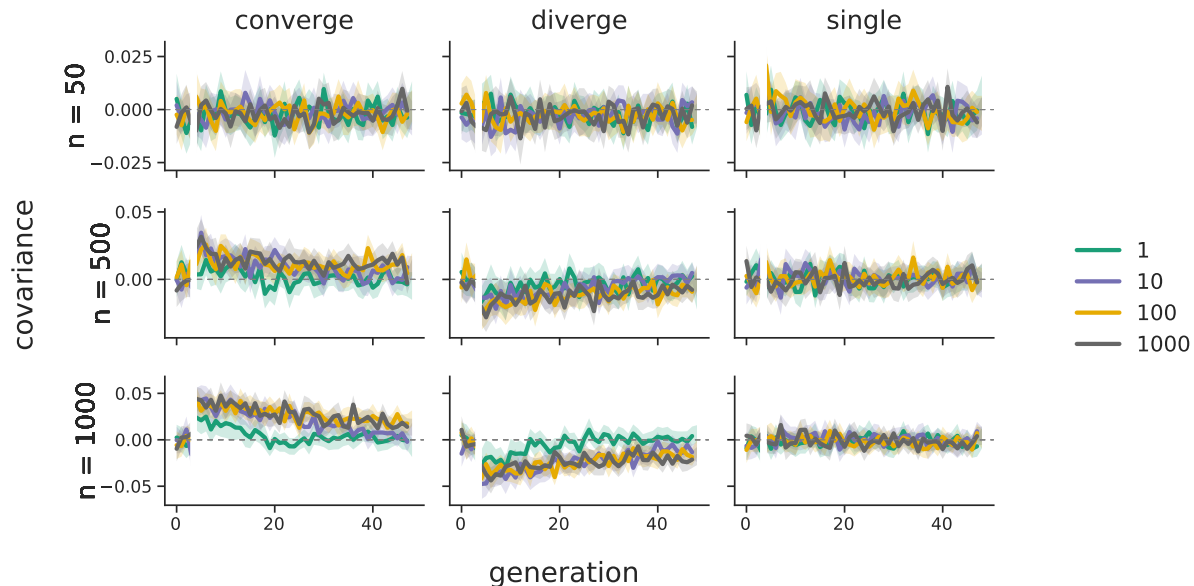 converge diverge single
n = 50
0.025
0.000
−0.025
covariance
n = 500
0.05
0.00
1
10
100
1000
n = 1000
0.05
0.00
−0.05
0 20 40 0 20 40 0 20 40
generation